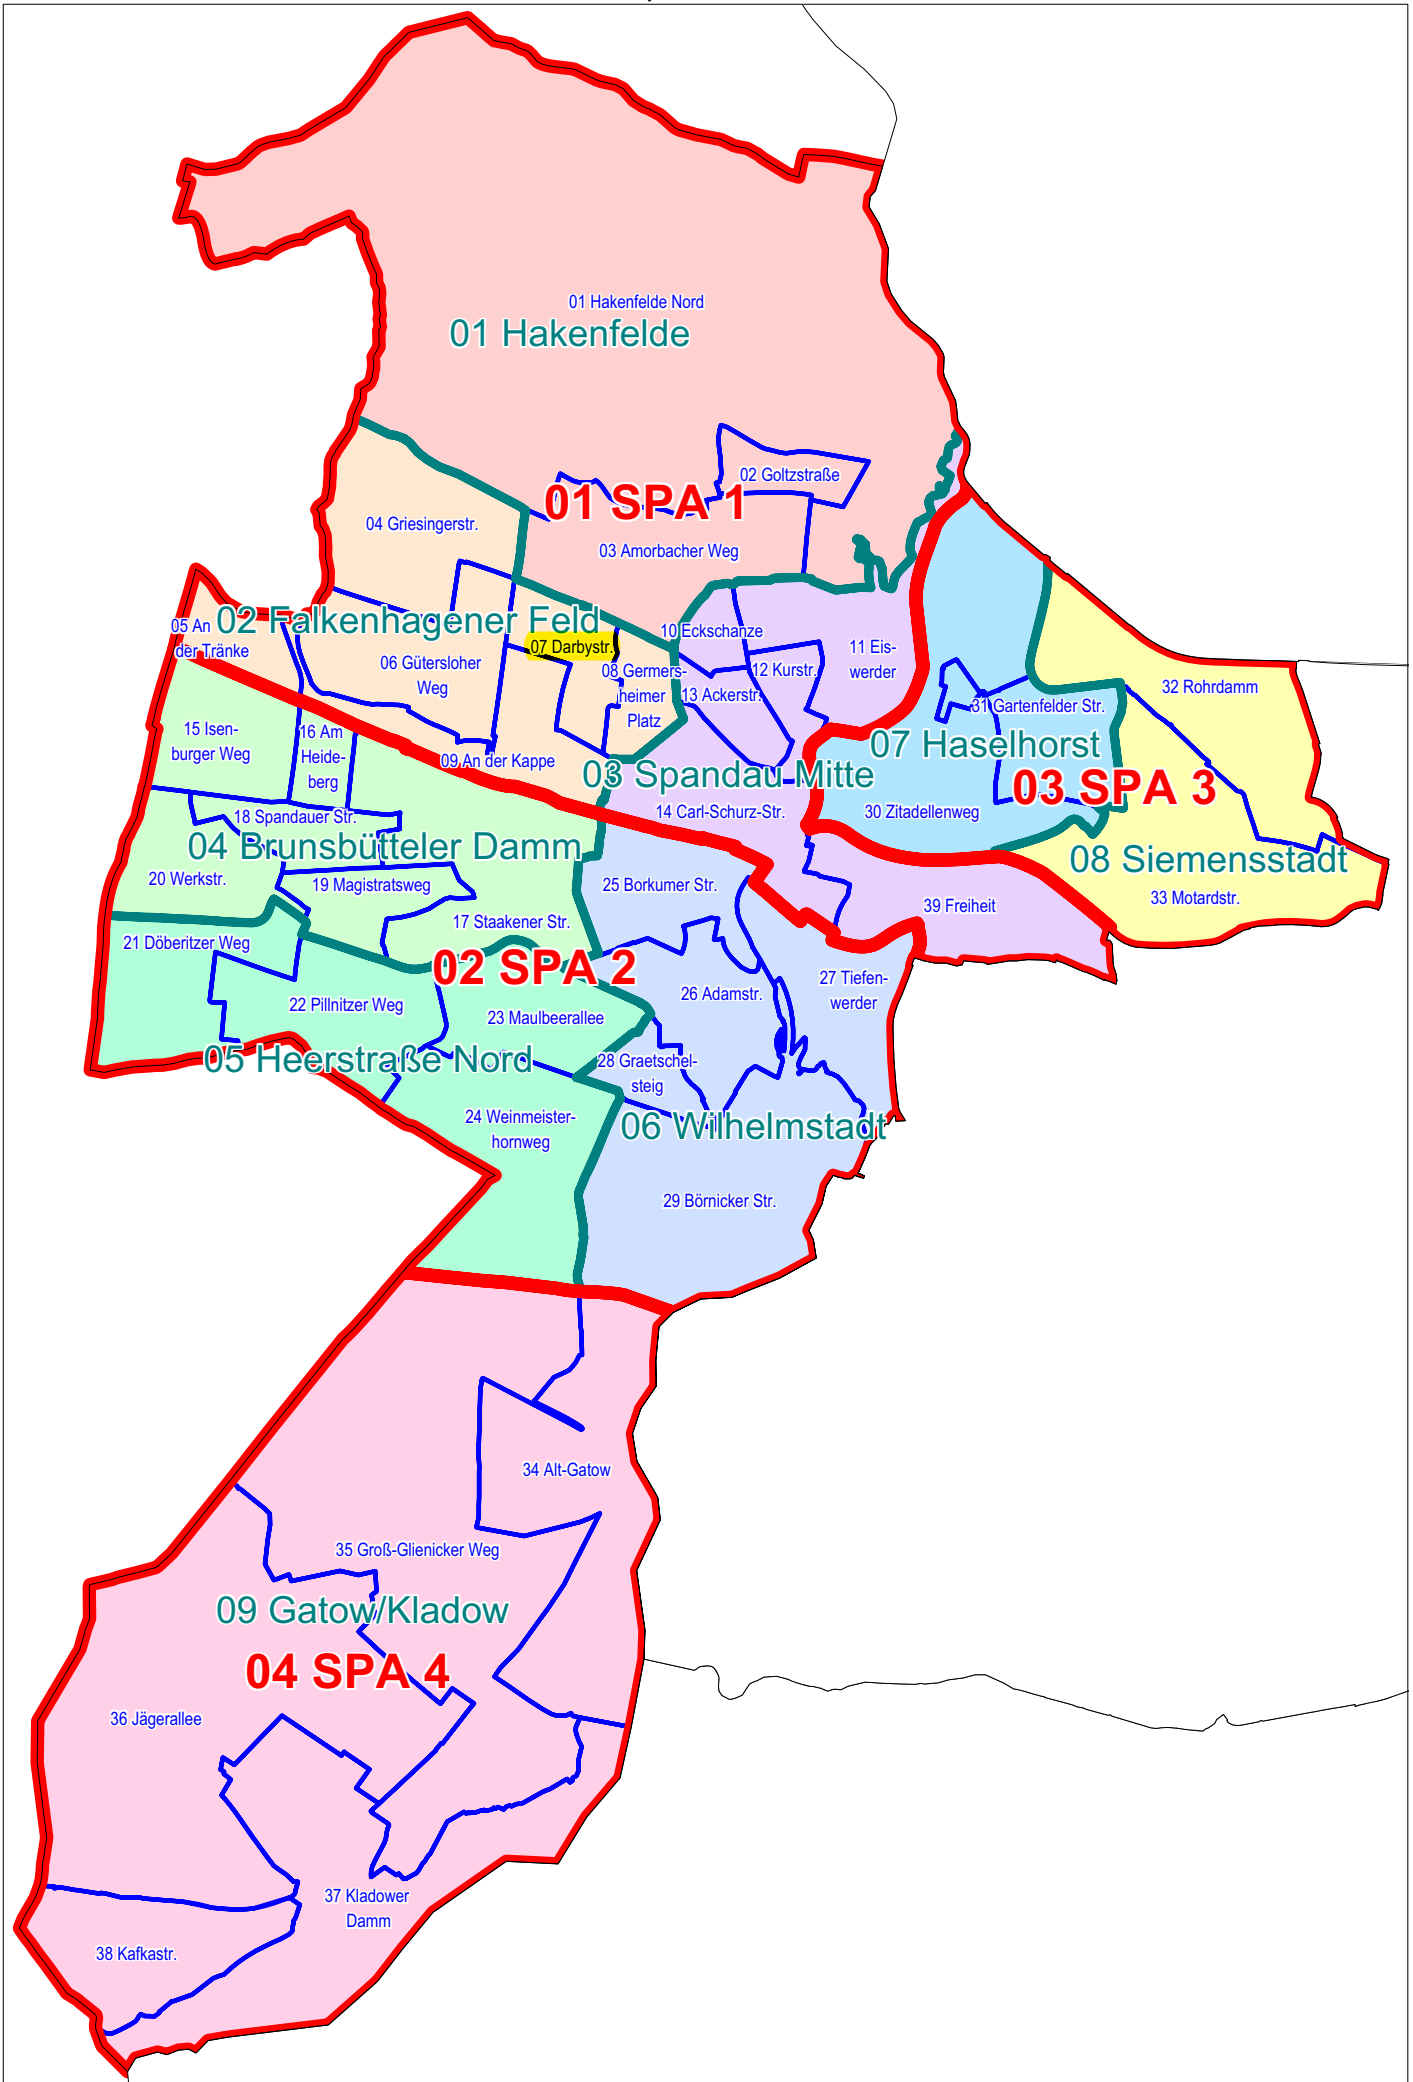 01 Hakenfelde Nord
01 Hakenfelde
02 Goltzstraße
01 SPA 1
04 Griesingerstr.
03 Amorbacher Weg
02 Falkenhagener Feld
05 An
der Tränke
06 Gütersloher
Weg
07 Darbystr.
08 Germers-
heimer
Platz
10 Eckschanze
11 Eis-
werder
12 Kurstr.
13 Ackerstr.
32 Rohrdamm
31 Gartenfelder Str.
15 Isen-
burger Weg
16 Am
Heide-
berg
09 An der Kappe
03 Spandau Mitte
07 Haselhorst
03 SPA 3
14 Carl-Schurz-Str.
30 Zitadellenweg
18 Spandauer Str.
04 Brunsbütteler Damm
08 Siemensstadt
20 Werkstr.
19 Magistratsweg
25 Borkumer Str.
33 Motardstr.
39 Freiheit
17 Staakener Str.
21 Döberitzer Weg
02 SPA 2
27 Tiefen-
werder
26 Adamstr.
22 Pillnitzer Weg
23 Maulbeerallee
05 Heerstraße Nord
28 Graetschel-
steig
24 Weinmeister-
hornweg
06 Wilhelmstadt
29 Börnicker Str.
34 Alt-Gatow
35 Groß-Glienicker Weg
09 Gatow/Kladow
04 SPA 4
36 Jägerallee
37 Kladower
Damm
38 Kafkastr.